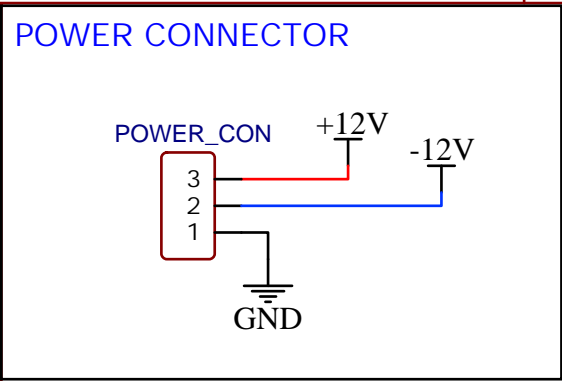 POWER CONNECTOR
POWER_CON
+12V
-12V
3
2
1
GND